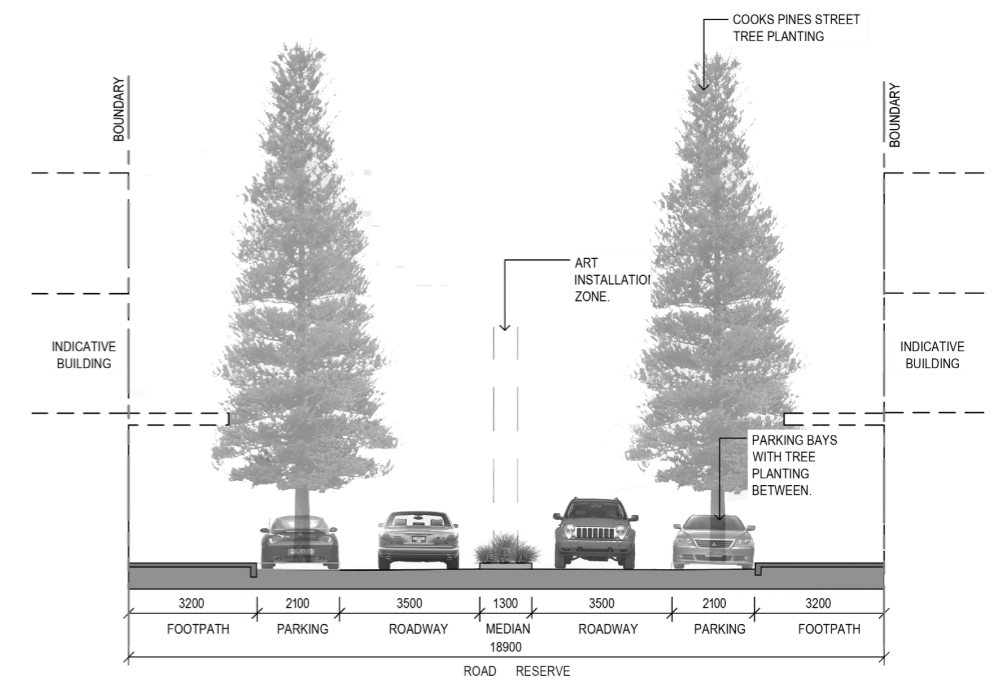 COOKS PINES STREET
TREE PLANTING
BOUNDARY
BOUNDARY
ART
INSTALLATION
ZONE.
INDICATIVE
BUILDING
INDICATIVE
BUILDING
PARKING BAYS
WITH TREE
PLANTING
BETWEEN.
3200 2100 3500 1300 3500 2100 3200
FOOTPATH PARKING ROADWAY MEDIAN ROADWAY PARKING FOOTPATH
18900
ROAD RESERVE